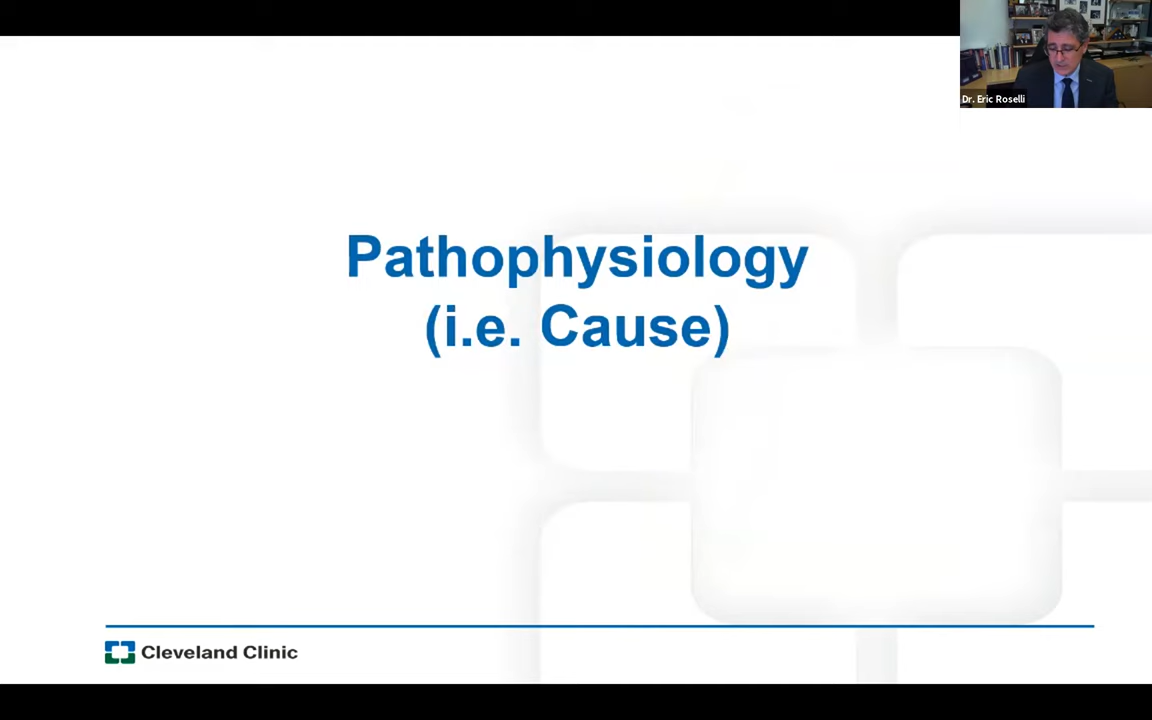 Dr. Eric Roselli
Pathophysiology
(i.e. Cause)
Cleveland Clinic